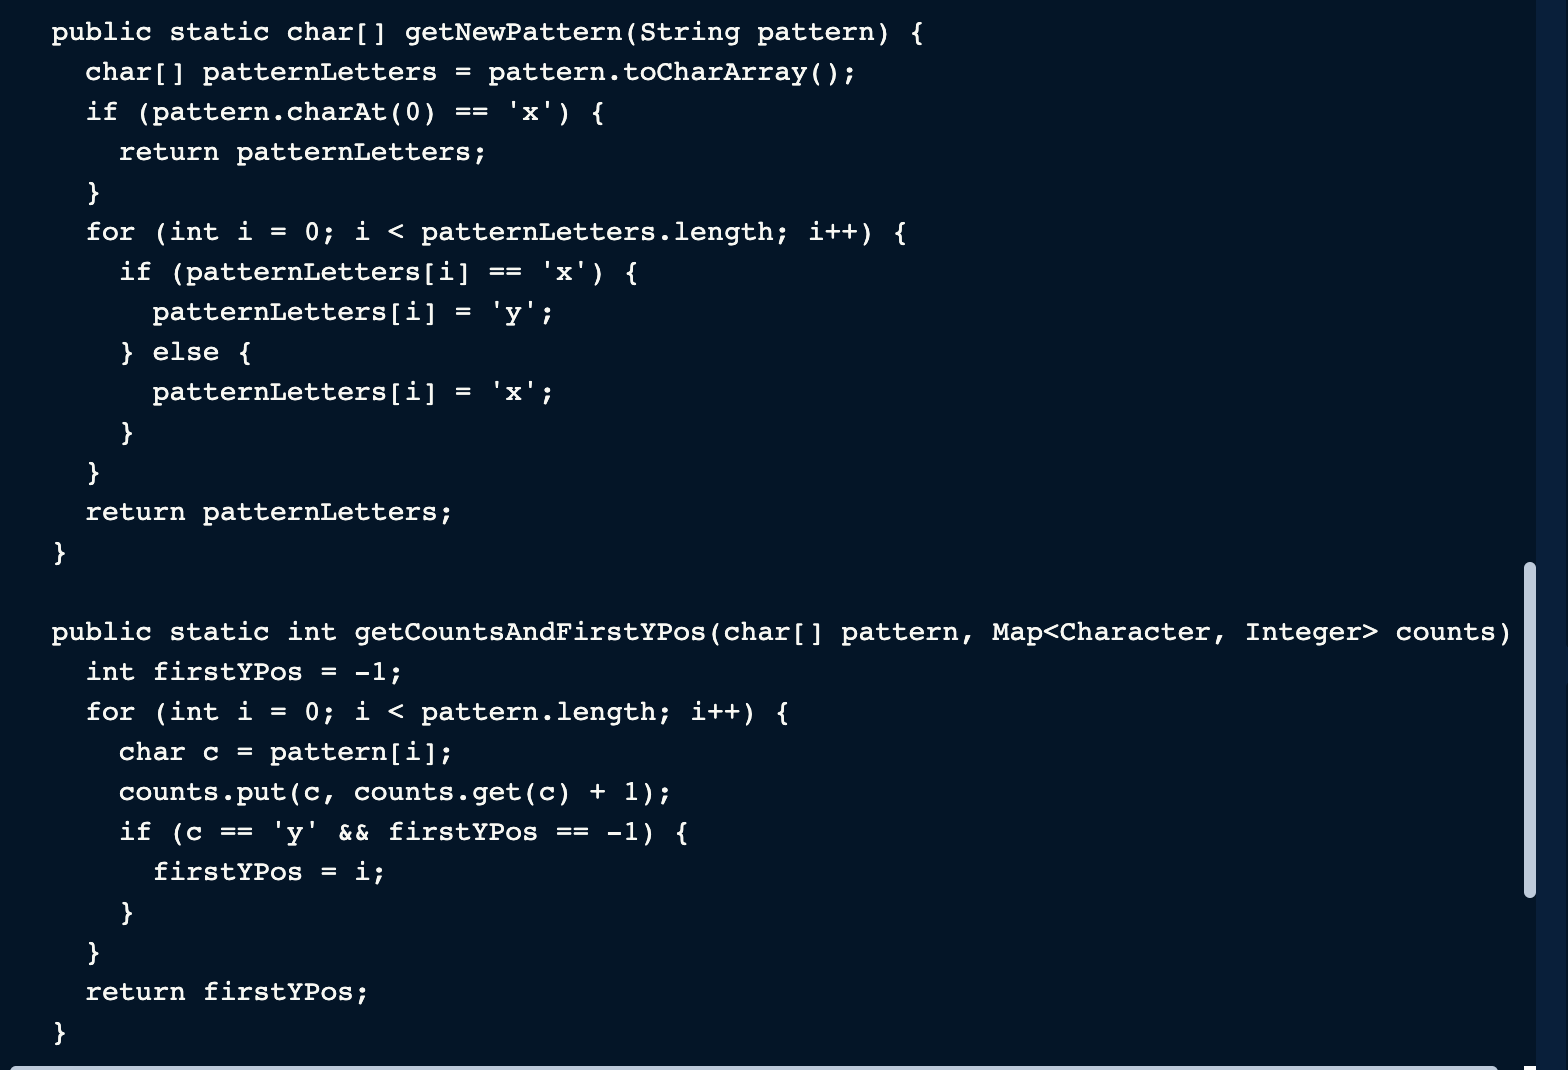 public static char[] getNewPattern(String pattern) {
  char[] patternLetters = pattern.toCharArray();
  if (pattern.charAt(0) == 'x') {
    return patternLetters;
  }
  for (int i = 0; i < patternLetters.length; i++) {
    if (patternLetters[i] == 'x') {
      patternLetters[i] = 'y';
    } else {
      patternLetters[i] = 'x';
    }
  }
  return patternLetters;
}

public static int getCountsAndFirstYPos(char[] pattern, Map<Character, Integer> counts)
  int firstYPos = -1;
  for (int i = 0; i < pattern.length; i++) {
    char c = pattern[i];
    counts.put(c, counts.get(c) + 1);
    if (c == 'y' && firstYPos == -1) {
      firstYPos = i;
    }
  }
  return firstYPos;
}